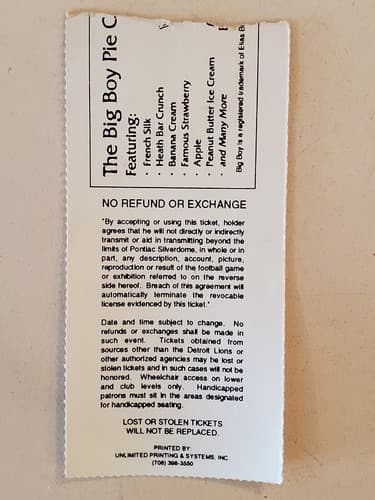 The Big Boy Pie C
Featuring:
· French Silk
· Heath Bar Crunch
· Banana Cream
· Famous Strawberry
· Apple
· Peanut Butter Ice Cream
· and Many More
Big Boy is a registered trademark of Elias B
NO REFUND OR EXCHANGE
"By accepting or using this ticket, holder
agrees that he will not directly or indirectly
transmit or aid in transmitting beyond the
limits of Pontiac Silverdome, in whole or in
part, any description, account, picture,
reproduction or result of the football game
or exhibition referred to on the reverse
side hereof. Breach of this agreement will
automatically terminate the revocable
license evidenced by this ticket."
Date and time subject to change. No
refunds or exchanges shall be made in
such event. Tickets obtained from
sources other than the Detroit Lions or
other authorized agencies may be lost or
stolen tickets and in such cases will not be
honored. Wheelchair access on lower
and club levels only. Handicapped
patrons must sit in the areas designated
for handicapped seating.
LOST OR STOLEN TICKETS
WILL NOT BE REPLACED.
PRINTED BY
UNLIMITED PRINTING & SYSTEMS, INC.
(708) 398-3550